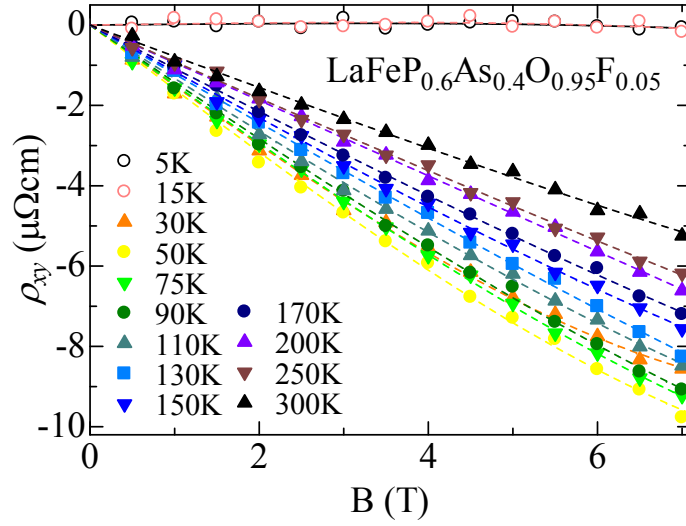 0
-2
-4
-6
-8
-10
ρxy (μΩcm)
LaFeP0.6As0.4O0.95F0.05
5K
15K
30K
50K
75K
90K
110K
130K
150K
170K
200K
250K
300K
0 2 4 6
B (T)